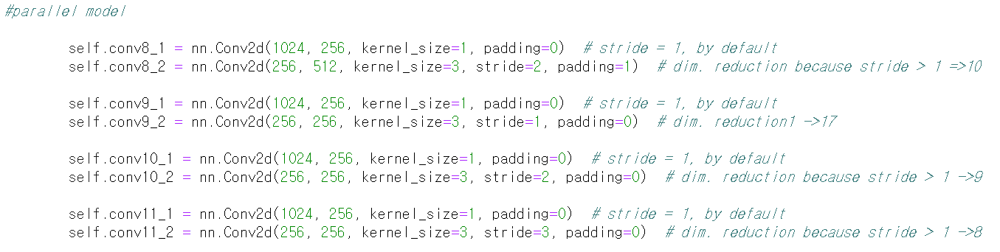 #parallel model
self.conv8_1 = nn.Conv2d(1024, 256, kernel_size=1, padding=0)  # stride = 1, by default
self.conv8_2 = nn.Conv2d(256, 512, kernel_size=3, stride=2, padding=1)  # dim. reduction because stride > 1 =>10
self.conv9_1 = nn.Conv2d(1024, 256, kernel_size=1, padding=0)  # stride = 1, by default
self.conv9_2 = nn.Conv2d(256, 256, kernel_size=3, stride=1, padding=0)  # dim. reduction1 ->17
self.conv10_1 = nn.Conv2d(1024, 256, kernel_size=1, padding=0)  # stride = 1, by default
self.conv10_2 = nn.Conv2d(256, 256, kernel_size=3, stride=2, padding=0)  # dim. reduction because stride > 1 ->9
self.conv11_1 = nn.Conv2d(1024, 256, kernel_size=1, padding=0)  # stride = 1, by default
self.conv11_2 = nn.Conv2d(256, 256, kernel_size=3, stride=3, padding=0)  # dim. reduction because stride > 1 ->8